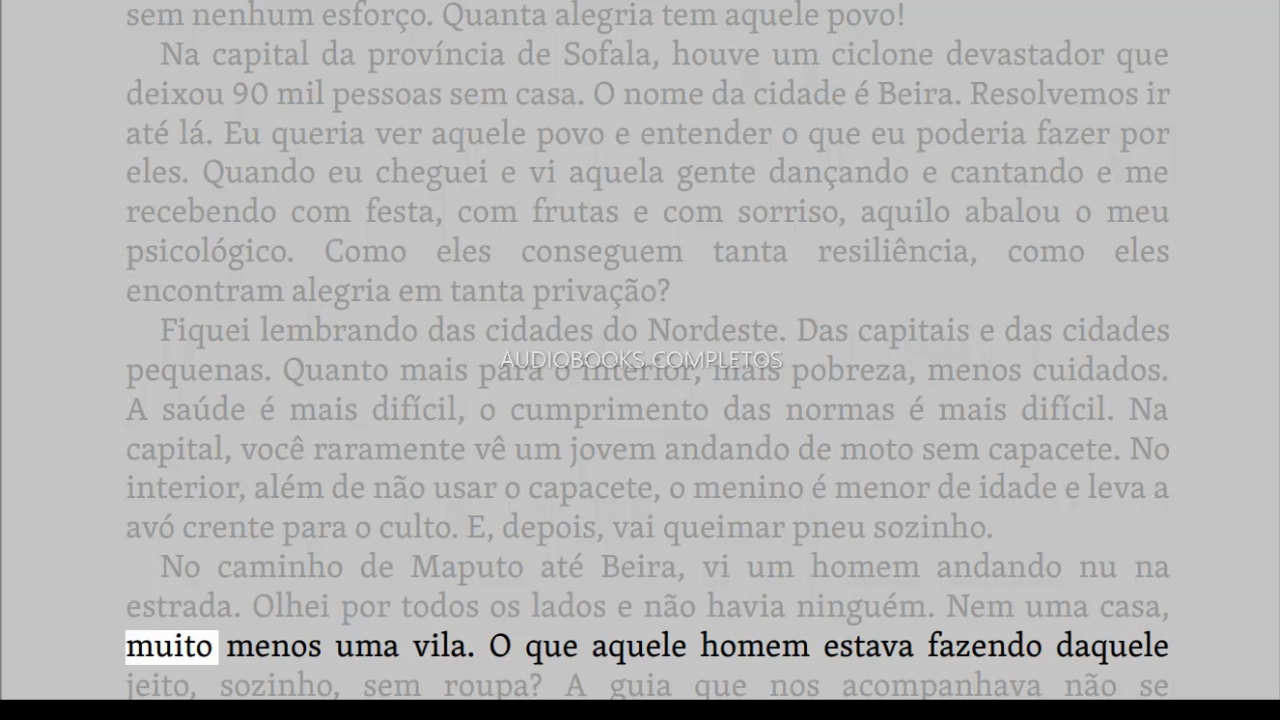 sem nenhum esforço. Quanta alegria tem aquele povo!
Na capital da província de Sofala, houve um ciclone devastador que
deixou 90 mil pessoas sem casa. O nome da cidade é Beira. Resolvemos ir
até lá. Eu queria ver aquele povo e entender o que eu poderia fazer por
eles. Quando eu cheguei e vi aquela gente dançando e cantando e me
recebendo com festa, com frutas e com sorriso, aquilo abalou o meu
psicológico. Como eles conseguem tanta resiliência, como eles
encontram alegria em tanta privação?
Fiquei lembrando das cidades do Nordeste. Das capitais e das cidades
AUDIOBOOKS COMPLETOS
pequenas. Quanto mais para o interior, mais pobreza, menos cuidados.
A saúde é mais difícil, o cumprimento das normas é mais difícil. Na
capital, você raramente vê um jovem andando de moto sem capacete. No
interior, além de não usar o capacete, o menino é menor de idade e leva a
avó crente para o culto. E, depois, vai queimar pneu sozinho.
No caminho de Maputo até Beira, vi um homem andando nu na
estrada. Olhei por todos os lados e não havia ninguém. Nem uma casa,
muito menos uma vila. O que aquele homem estava fazendo daquele
jeito, sozinho, sem roupa? A guia que nos acompanhava não se